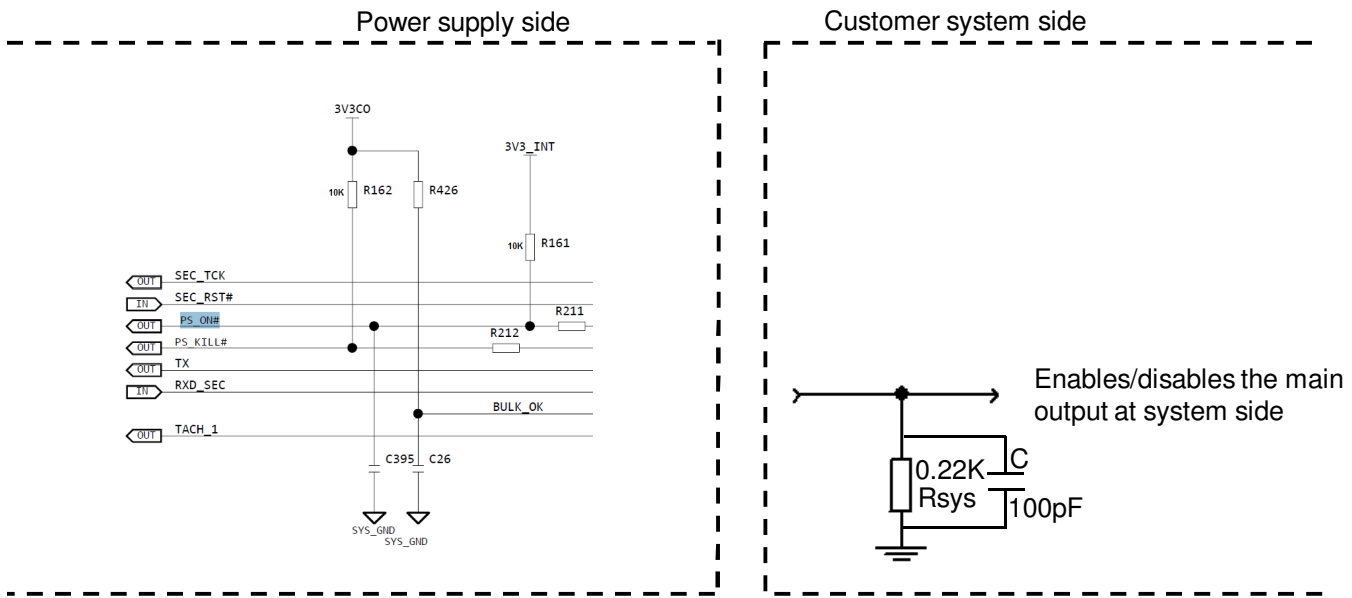 Power supply side
Customer system side
3V3CO
3V3_INT
10K R162
R426
10K R161
OUT SEC_TCK
IN SEC_RST#
OUT PS_ON#
R211
OUT PS_KILL#
R212
OUT TX
IN RXD_SEC
BULK_OK
OUT TACH_1
C395
C26
SYS_GND
SYS_GND
Enables/disables the main
output at system side
0.22K
Rsys
C
100pF